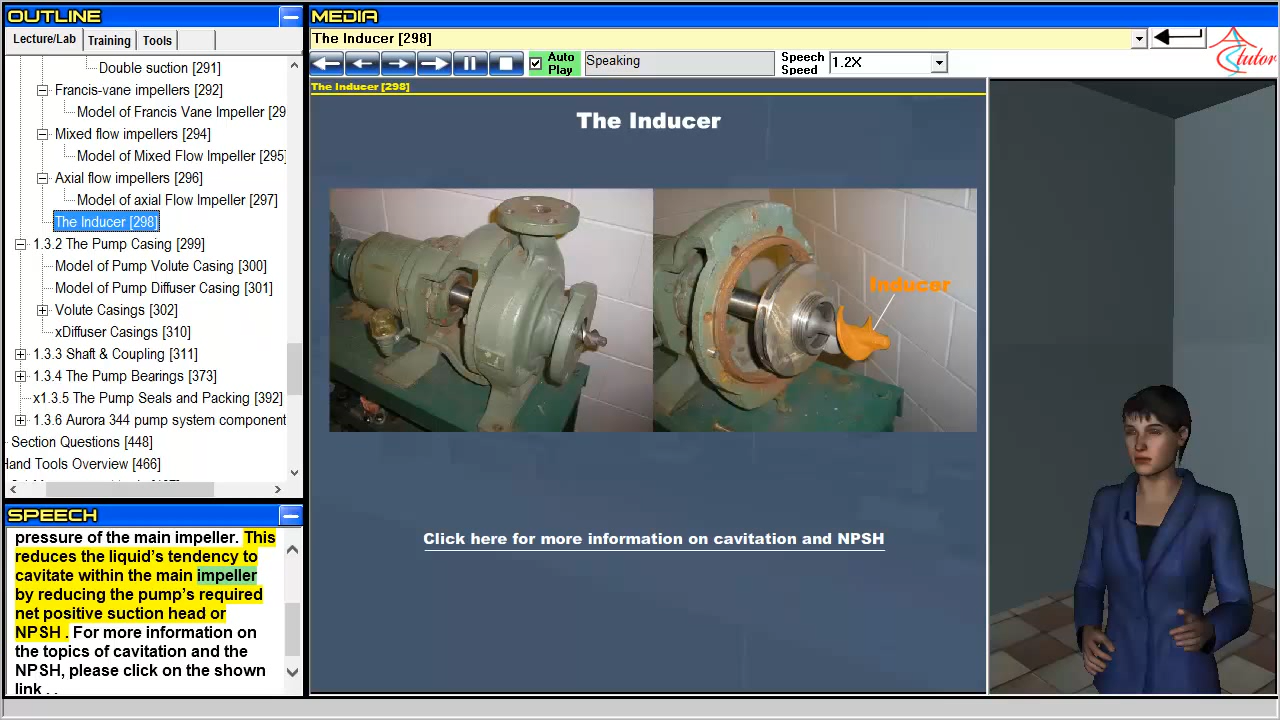 OUTLINE
Lecture/Lab Training Tools
Double suction [291]
Francis-vane impellers [292]
Model of Francis Vane Impeller [29
Mixed flow impellers [294]
Model of Mixed Flow Impeller [295]
Axial flow impellers [296]
Model of axial Flow Impeller [297]
The Inducer [298]
1.3.2 The Pump Casing [299]
Model of Pump Volute Casing [300]
Model of Pump Diffuser Casing [301]
Volute Casings [302]
xDiffuser Casings [310]
1.3.3 Shaft & Coupling [311]
1.3.4 The Pump Bearings [373]
x1.3.5 The Pump Seals and Packing [392]
1.3.6 Aurora 344 pump system component
Section Questions [448]
Hand Tools Overview [466]
SPEECH
pressure of the main impeller. This
reduces the liquid's tendency to
cavitate within the main impeller
by reducing the pump's required
net positive suction head or
NPSH . For more information on
the topics of cavitation and the
NPSH, please click on the shown
link . .
MEDIA
The Inducer [298]
Auto
Play
Speaking
Speech
Speed
1.2X
tutor
The Inducer [298]
The Inducer
Inducer
Click here for more information on cavitation and NPSH